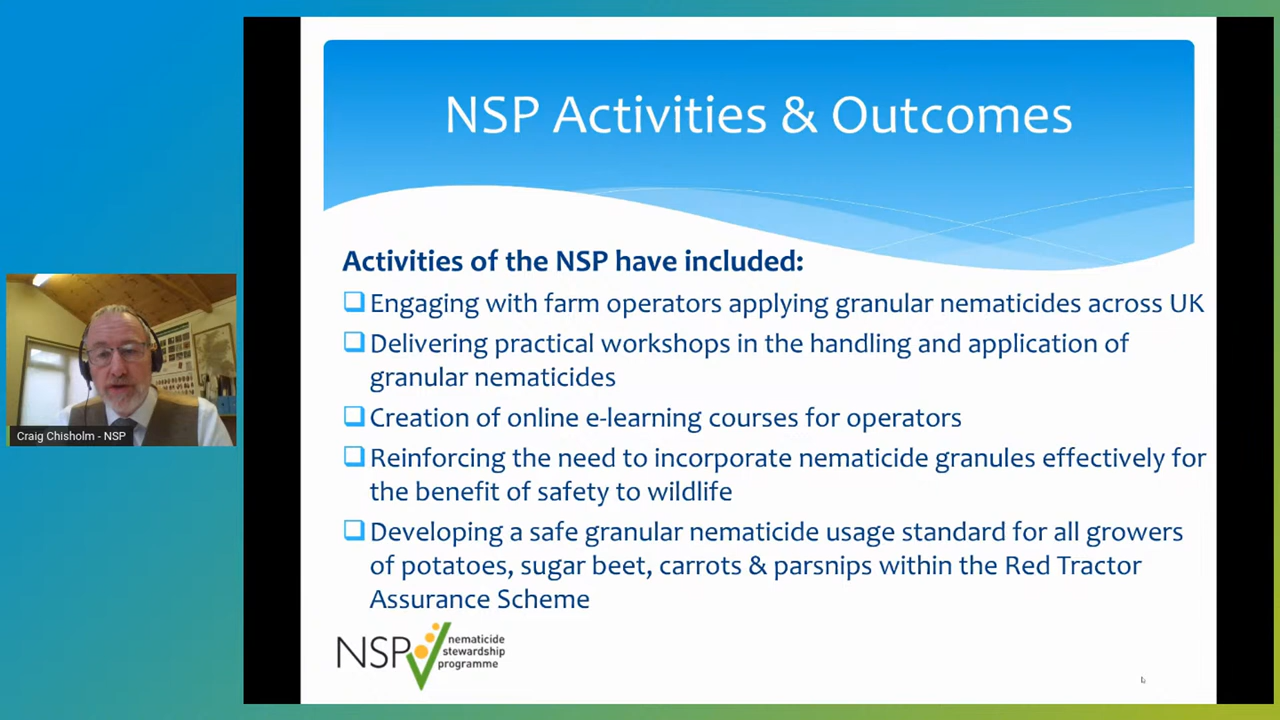 NSP Activities & Outcomes
Activities of the NSP have included:
Engaging with farm operators applying granular nematicides across UK
Delivering practical workshops in the handling and application of
granular nematicides
Creation of online e-learning courses for operators
Reinforcing the need to incorporate nematicide granules effectively for
the benefit of safety to wildlife
Developing a safe granular nematicide usage standard for all growers
of potatoes, sugar beet, carrots & parsnips within the Red Tractor
Assurance Scheme
NSP
nematicide
stewardship
programme
Craig Chisholm - NSP